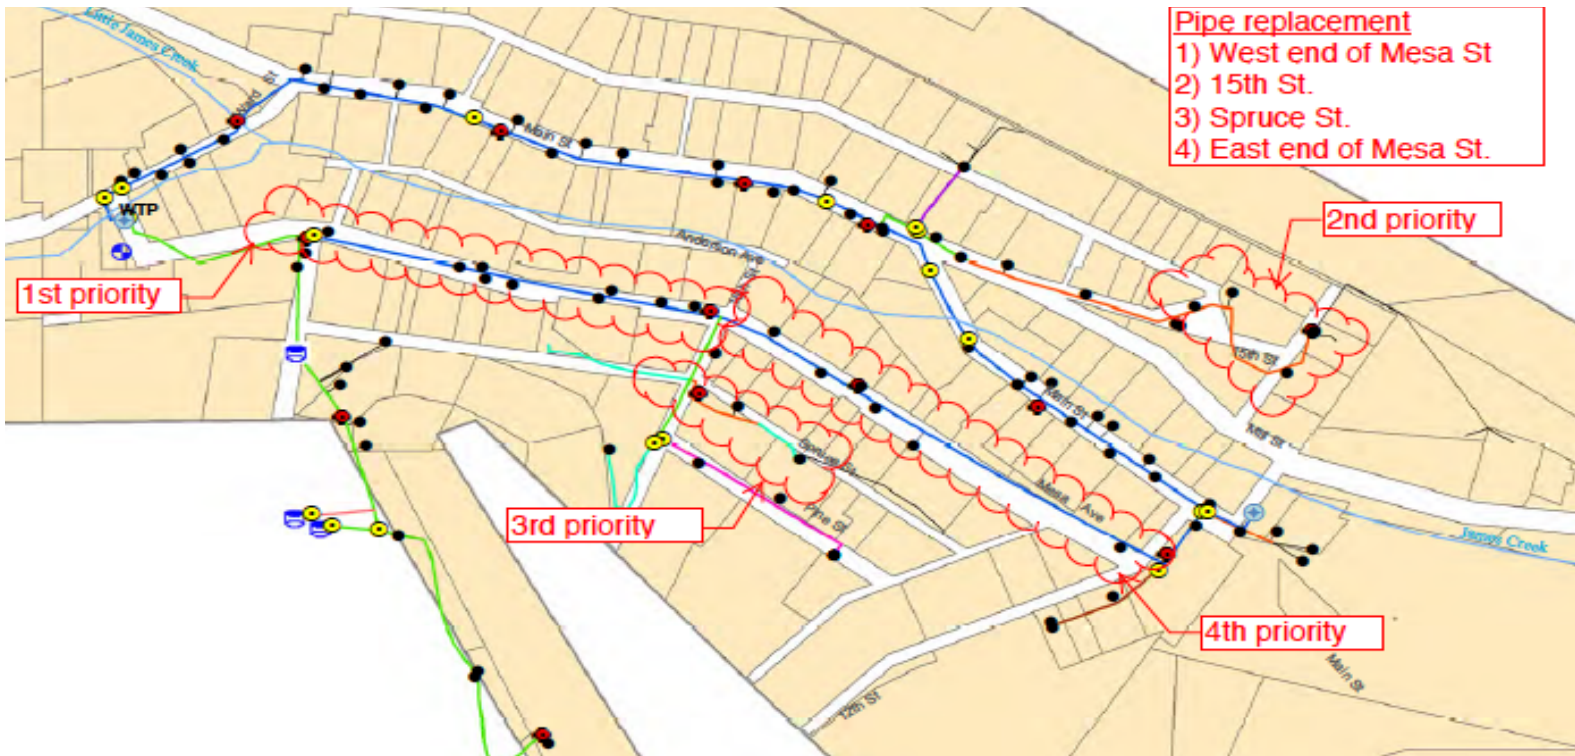 Pipe replacement
1) West end of Mesa St
2) 15th St.
3) Spruce St.
4) East end of Mesa St.
Little James Creek
Ward St
Main St
WTP
2nd priority
Anderson Ave
1st priority
15th St
Main St
Mill St
Spruce St
Mesa Ave
3rd priority
Pine St
James Creek
4th priority
Main St
12th St